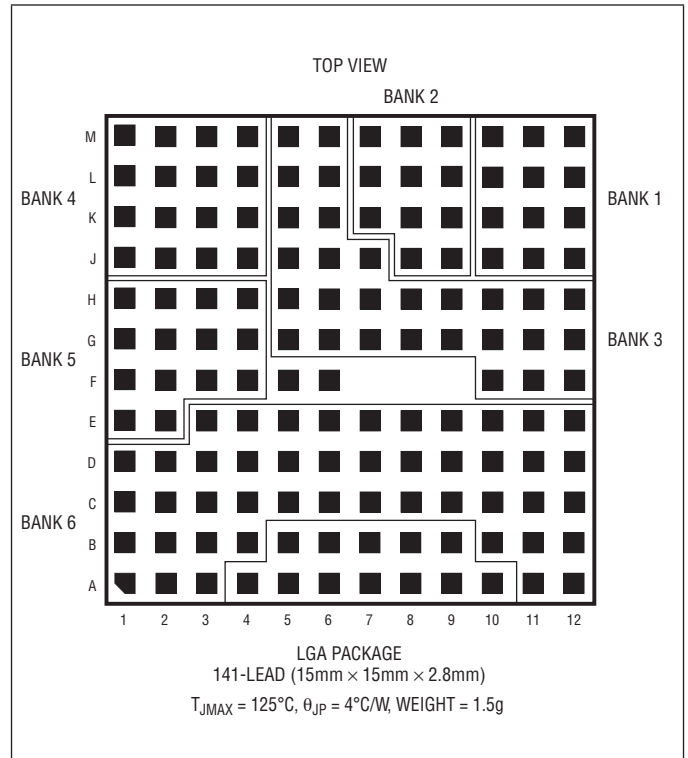 TOP VIEW
BANK 2
M
L
BANK 4
BANK 1
K
J
H
G
BANK 3
BANK 5
F
E
D
C
BANK 6
B
A
1 2 3 4 5 6 7 8 9 10 11 12
LGA PACKAGE
141-LEAD (15mm × 15mm × 2.8mm)
TJMAX = 125°C, θJP = 4°C/W, WEIGHT = 1.5g